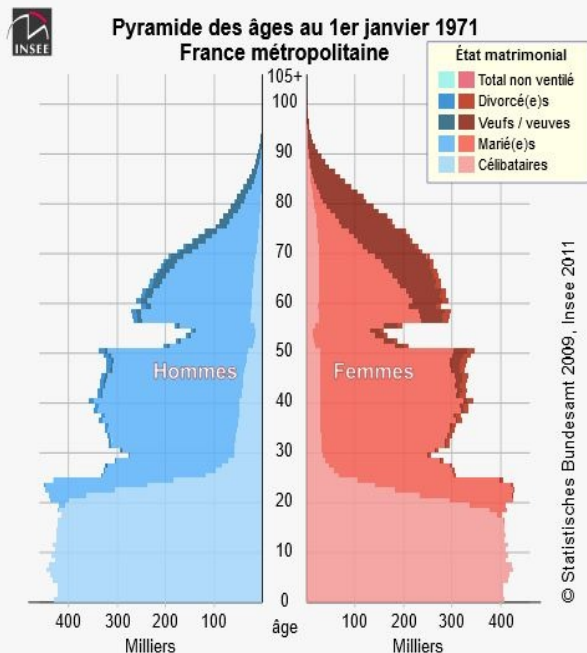 INSEE
Pyramide des âges au 1er janvier 1971
France métropolitaine
État matrimonial
Total non ventilé
Divorcé(e)s
Veufs / veuves
Marié(e)s
Célibataires
105+
100
90
80
70
60
50
40
30
20
10
0
Hommes
Femmes
400 300 200 100 âge 100 200 300 400
Milliers Milliers
© Statistisches Bundesamt 2009, Insee 2011